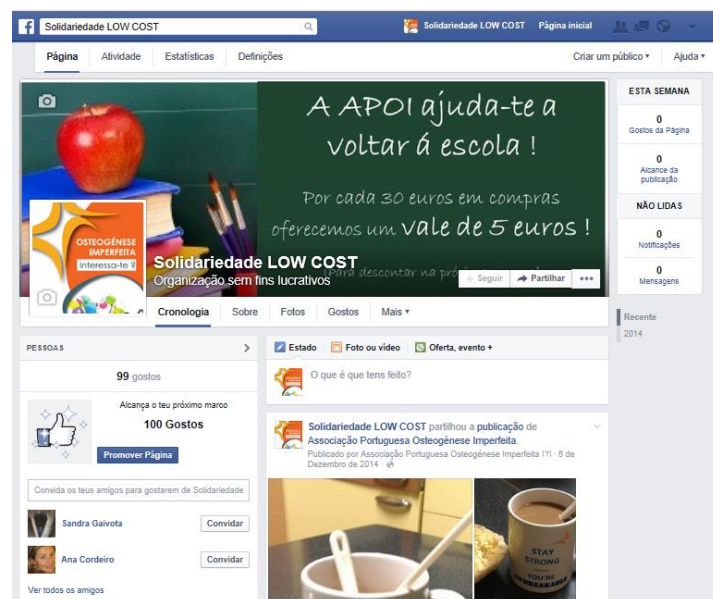 Solidariedade LOW COST
Solidariedade LOW COST Página inicial
Página Atividade Estatísticas Definições Criar um público Ajuda
ESTA SEMANA
0
Gostos da Página
0
Alcance da
publicação
NÃO LIDAS
0
Notificações
0
Mensagens
Recente
2014
A APOI ajuda-te a
voltar á escola !
Por cada 30 euros em compras
oferecemos um vale de 5 euros !
(Para descontar na
OSTEOGÉNESE
IMPERFEITA
Interessa-te ?
Solidariedade LOW COST
Organização sem fins lucrativos
+ Seguir Partilhar
Cronologia Sobre Fotos Gostos Mais
PESSOAS
99 gostos
Alcança o teu próximo marco
100 Gostos
Promover Página
Convida os teus amigos para gostarem de Solidariedade
Sandra Gaivota Convidar
Ana Cordeiro Convidar
Ver todos os amigos
Estado Foto ou vídeo Oferta, evento +
O que é que tens feito?
Solidariedade LOW COST partilhou a publicação de
Associação Portuguesa Osteogénese Imperfeita.
Publicado por Associação Portuguesa Osteogénese Imperfeita [?] · 6 de
Dezembro de 2014 ·
STAY
STRONG
YOU'RE
UNBREAKABLE